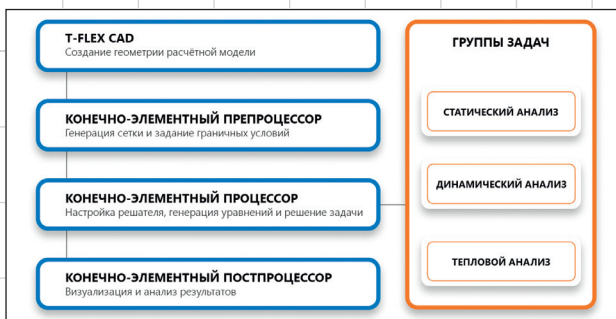 T-FLEX CAD
Создание геометрии расчётной модели
КОНЕЧНО-ЭЛЕМЕНТНЫЙ ПРЕПРОЦЕССОР
Генерация сетки и задание граничных условий
КОНЕЧНО-ЭЛЕМЕНТНЫЙ ПРОЦЕССОР
Настройка решателя, генерация уравнений и решение задачи
КОНЕЧНО-ЭЛЕМЕНТНЫЙ ПОСТПРОЦЕССОР
Визуализация и анализ результатов
ГРУППЫ ЗАДАЧ
СТАТИЧЕСКИЙ АНАЛИЗ
ДИНАМИЧЕСКИЙ АНАЛИЗ
ТЕПЛОВОЙ АНАЛИЗ